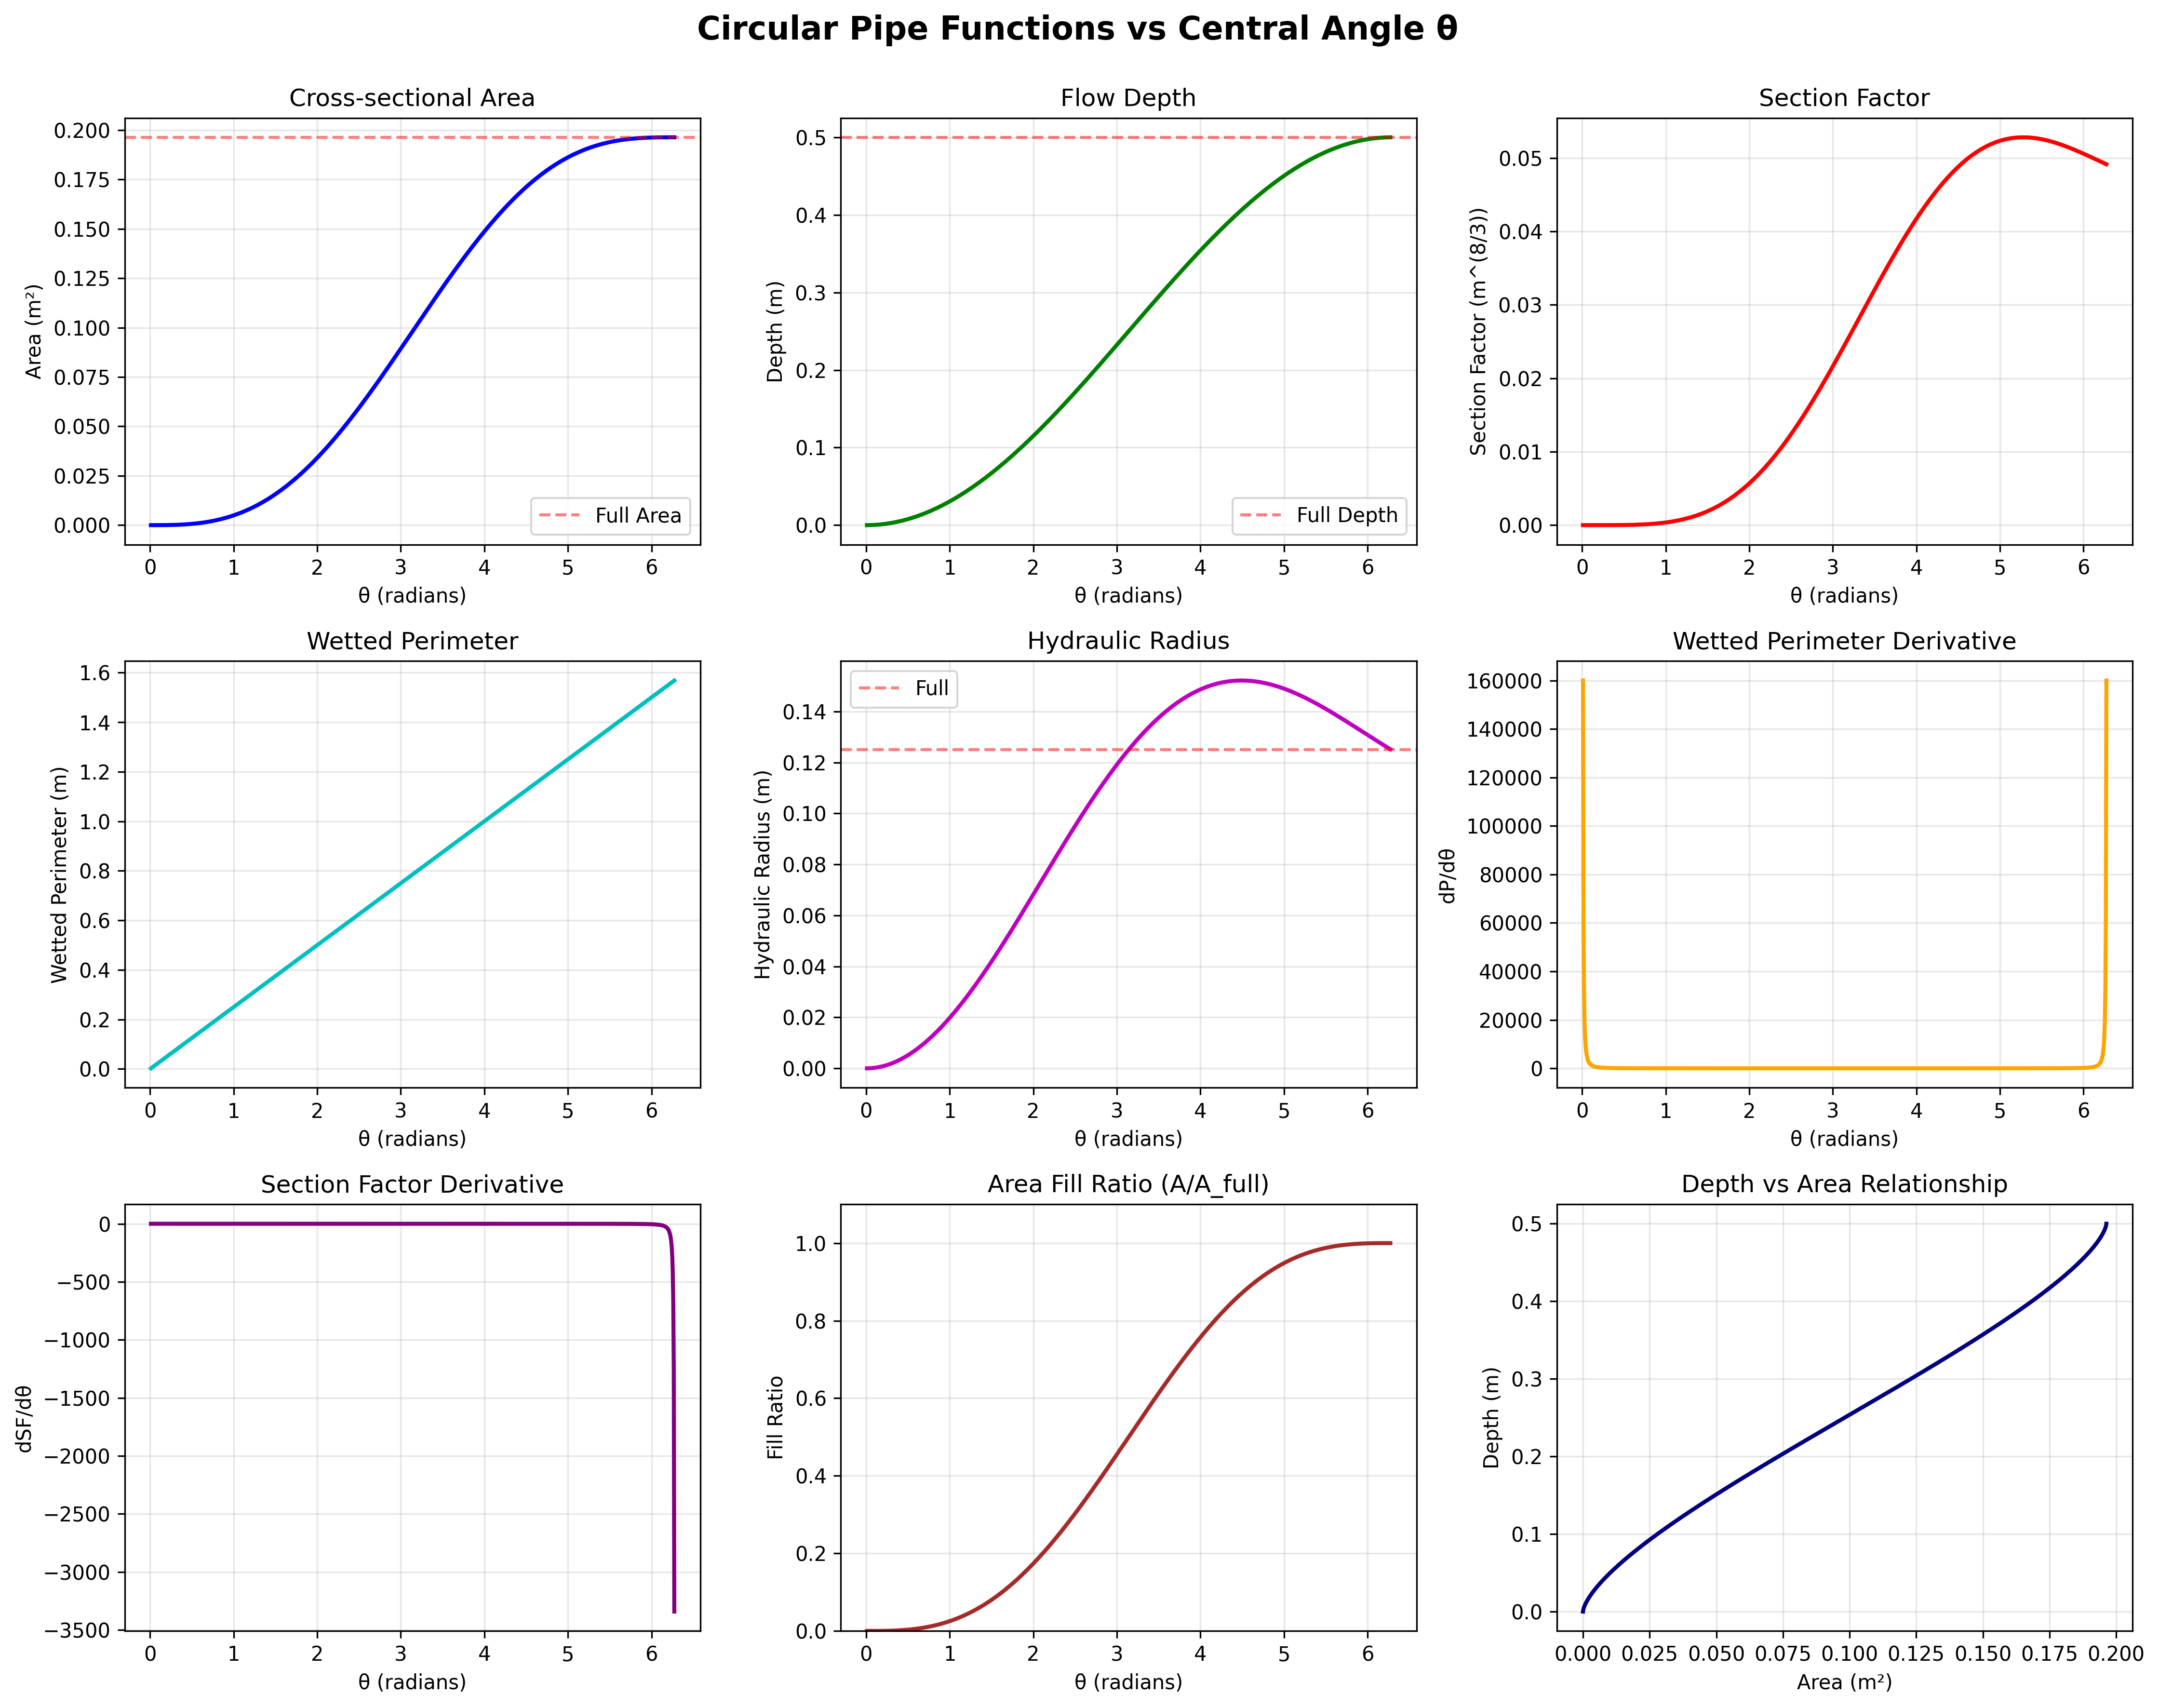 Circular Pipe Functions vs Central Angle θ
Cross-sectional Area
Area (m²)
0.200
0.175
0.150
0.125
0.100
0.075
0.050
0.025
0.000
Full Area
0 1 2 3 4 5 6
θ (radians)
Flow Depth
Depth (m)
0.5
0.4
0.3
0.2
0.1
0.0
Full Depth
0 1 2 3 4 5 6
θ (radians)
Section Factor
Section Factor (m^(8/3))
0.05
0.04
0.03
0.02
0.01
0.00
0 1 2 3 4 5 6
θ (radians)
Wetted Perimeter
Wetted Perimeter (m)
1.6
1.4
1.2
1.0
0.8
0.6
0.4
0.2
0.0
0 1 2 3 4 5 6
θ (radians)
Hydraulic Radius
Hydraulic Radius (m)
Full
0.14
0.12
0.10
0.08
0.06
0.04
0.02
0.00
0 1 2 3 4 5 6
θ (radians)
Wetted Perimeter Derivative
dP/dθ
160000
140000
120000
100000
80000
60000
40000
20000
0
0 1 2 3 4 5 6
θ (radians)
Section Factor Derivative
dSF/dθ
0
−500
−1000
−1500
−2000
−2500
−3000
−3500
0 1 2 3 4 5 6
θ (radians)
Area Fill Ratio (A/A_full)
Fill Ratio
1.0
0.8
0.6
0.4
0.2
0.0
0 1 2 3 4 5 6
θ (radians)
Depth vs Area Relationship
Depth (m)
0.5
0.4
0.3
0.2
0.1
0.0
0.000 0.025 0.050 0.075 0.100 0.125 0.150 0.175 0.200
Area (m²)